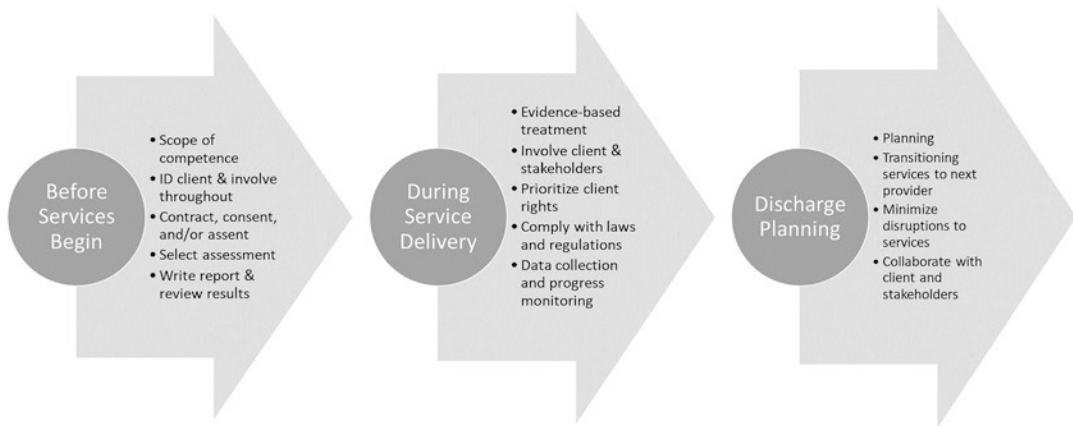 Before
Services
Begin
• Scope of
competence
• ID client & involve
throughout
• Contract, consent,
and/or assent
• Select assessment
• Write report &
review results
During
Service
Delivery
• Evidence-based
treatment
• Involve client &
stakeholders
• Prioritize client
rights
• Comply with laws
and regulations
• Data collection
and progress
monitoring
Discharge
Planning
• Planning
• Transitioning
services to next
provider
• Minimize
disruptions to
services
• Collaborate with
client and
stakeholders